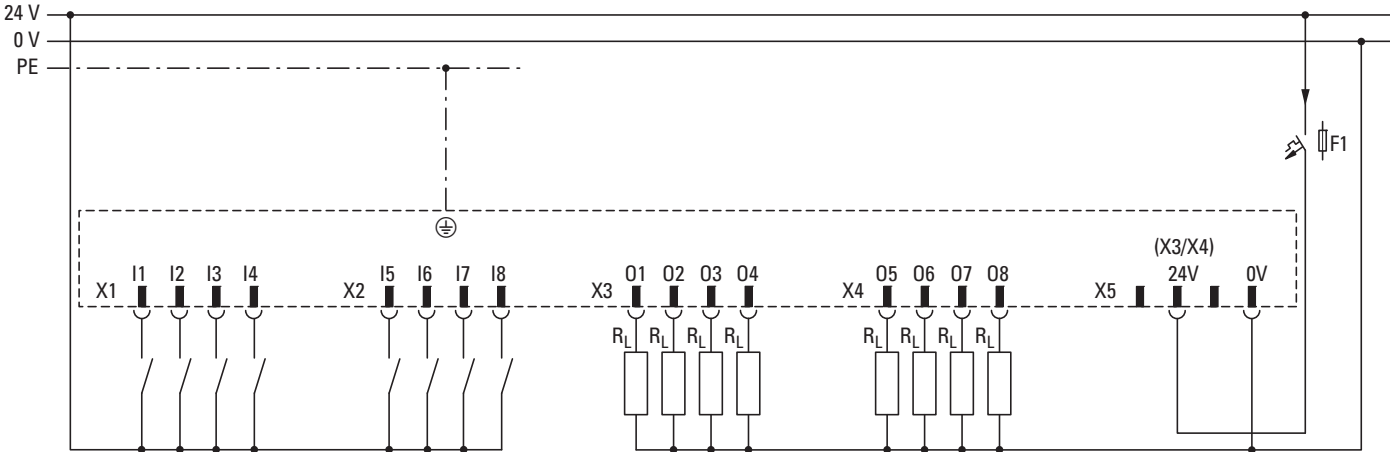 24 V
0 V
PE
F1
(X3/X4)
X1 I1 I2 I3 I4 X2 I5 I6 I7 I8 X3 O1 O2 O3 O4 X4 O5 O6 O7 O8 X5 24V 0V
RL RL RL RL RL RL RL RL